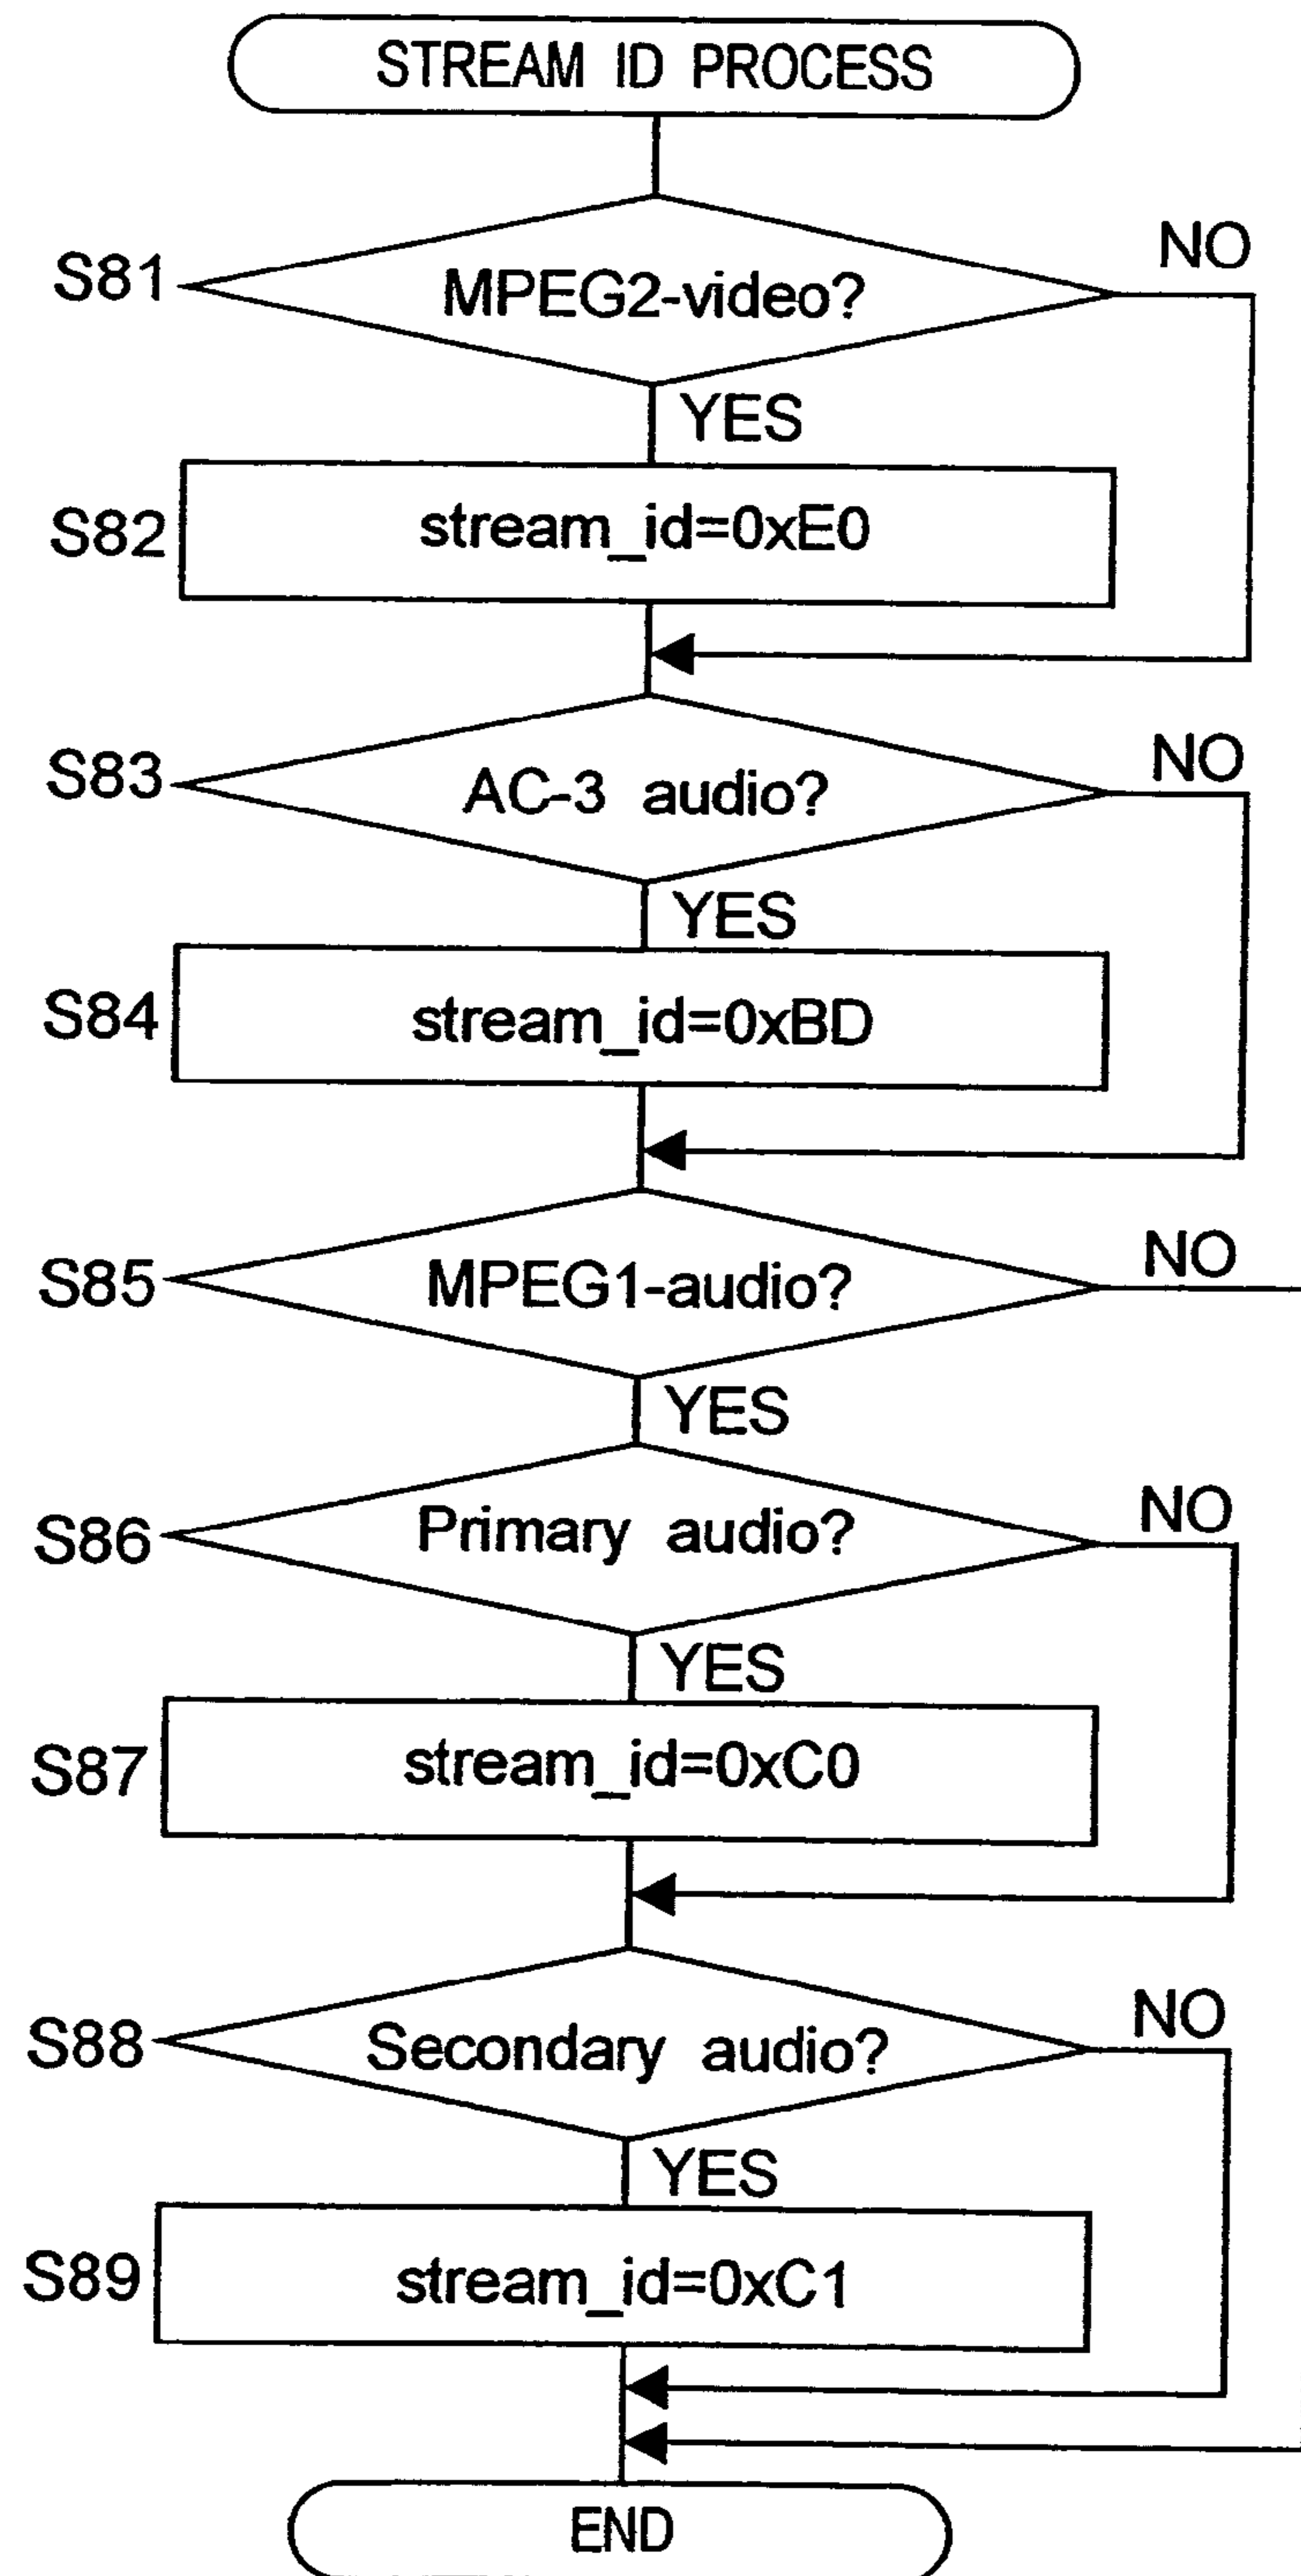 STREAM ID PROCESS
S81
MPEG2-video?
NO
YES
S82
stream_id=0xE0
S83
AC-3 audio?
NO
YES
S84
stream_id=0xBD
S85
MPEG1-audio?
NO
YES
S86
Primary audio?
NO
YES
S87
stream_id=0xC0
S88
Secondary audio?
NO
YES
S89
stream_id=0xC1
END